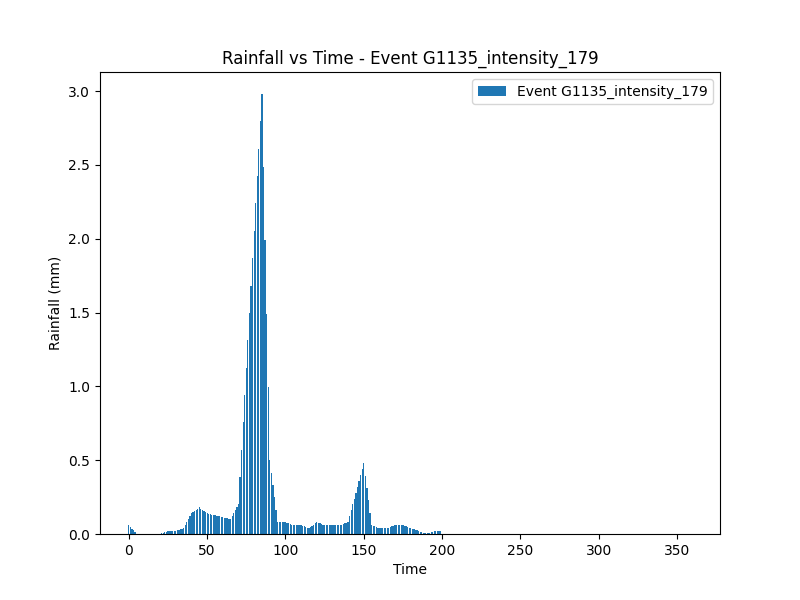 Rainfall vs Time - Event G1135_intensity_179
Event G1135_intensity_179
3.0
2.5
2.0
1.5
1.0
0.5
0.0
Rainfall (mm)
0 50 100 150 200 250 300 350
Time